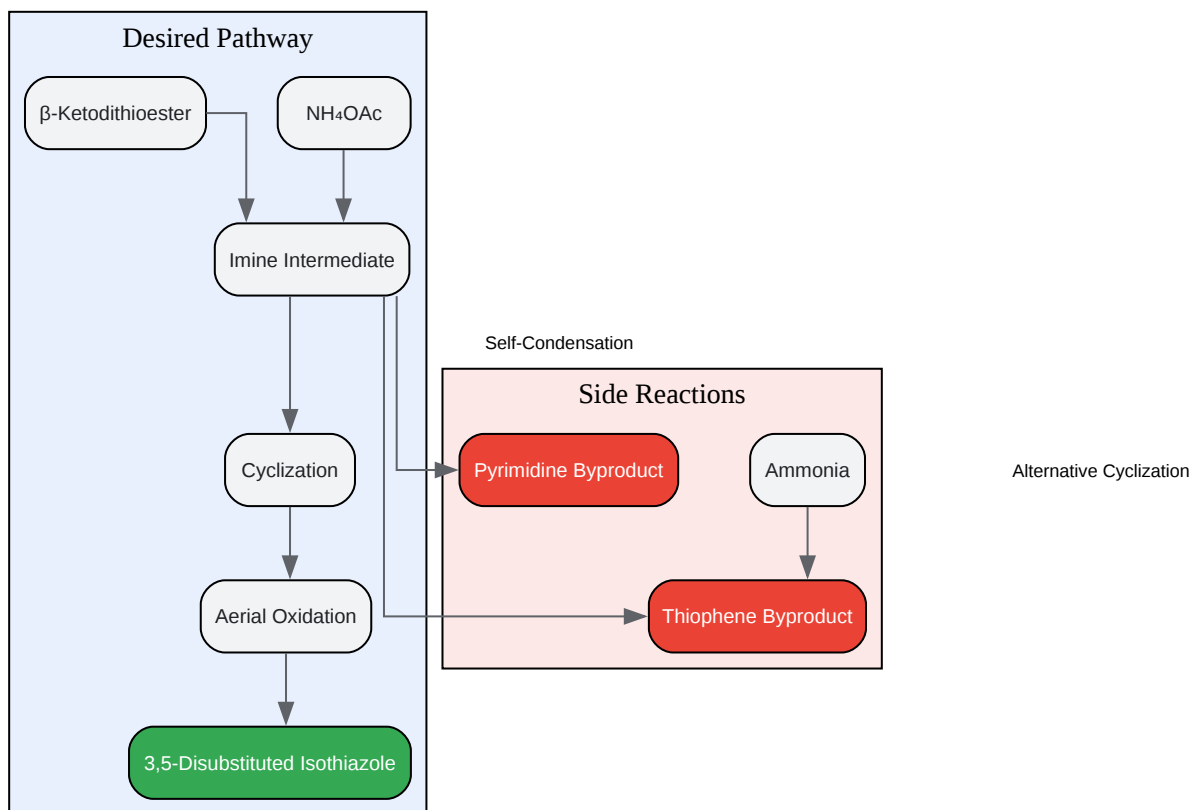 Desired Pathway
β-Ketodithioester
NH₄OAc
Imine Intermediate
Self-Condensation
Side Reactions
Cyclization
Pyrimidine Byproduct
Ammonia
Alternative Cyclization
Aerial Oxidation
Thiophene Byproduct
3,5-Disubstituted Isothiazole